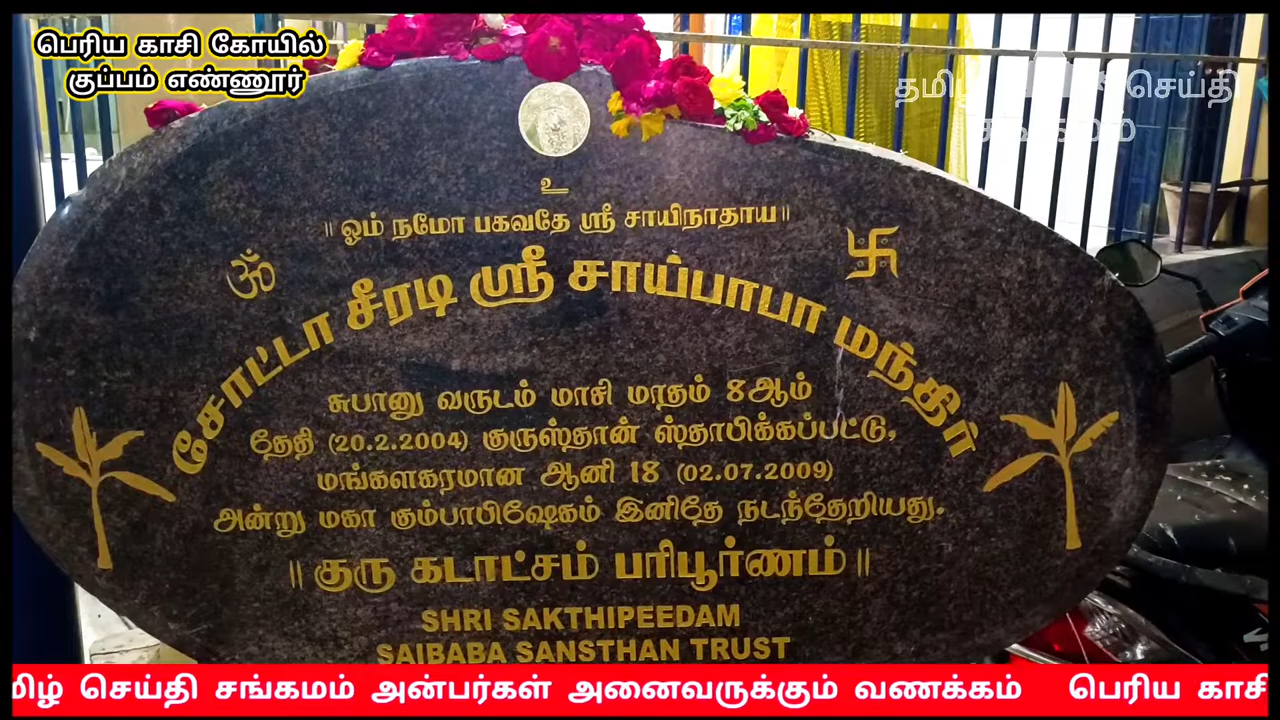 பெரிய காசி கோயில்
குப்பம் எண்ணூர்
செய்தி
உ
॥ ஓம் நமோ பகவதே ஸ்ரீ சாயிநாதாய ॥
ॐ
சோட்டா சீரடி ஸ்ரீ சாய்பாபா மந்திர்
சுபானு வருடம் மாசி மாதம் 8ஆம்
தேதி (20.2.2004) குருஸ்தான் ஸ்தாபிக்கப்பட்டு,
மங்களகரமான ஆனி 18 (02.07.2009)
அன்று மகா கும்பாபிஷேகம் இனிதே நடந்தேறியது.
॥ குரு கடாட்சம் பரிபூர்ணம் ॥
SHRI SAKTHIPEEDAM
SAIBABA SANSTHAN TRUST
மிழ் செய்தி சங்கமம் அன்பர்கள் அனைவருக்கும் வணக்கம் பெரிய காசி